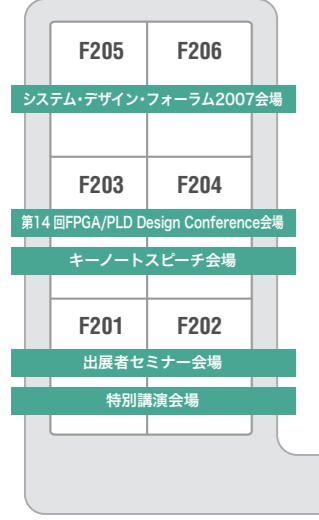 F205 F206
システム・デザイン・フォーラム2007会場
F203 F204
第14回FPGA/PLD Design Conference会場
キーノートスピーチ会場
F201 F202
出展者セミナー会場
特別講演会場